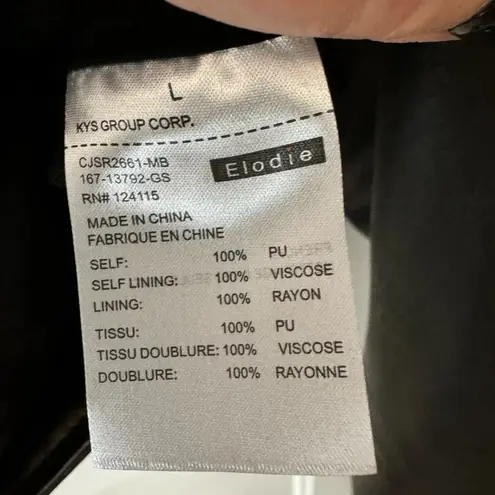 L
KYS GROUP CORP.
CJSR2661-MB
Elodie
167-13792-GS
RN# 124115
MADE IN CHINA
FABRIQUE EN CHINE
SELF: 100% PU
SELF LINING: 100% VISCOSE
LINING: 100% RAYON
TISSU: 100% PU
TISSU DOUBLURE: 100% VISCOSE
DOUBLURE: 100% RAYONNE